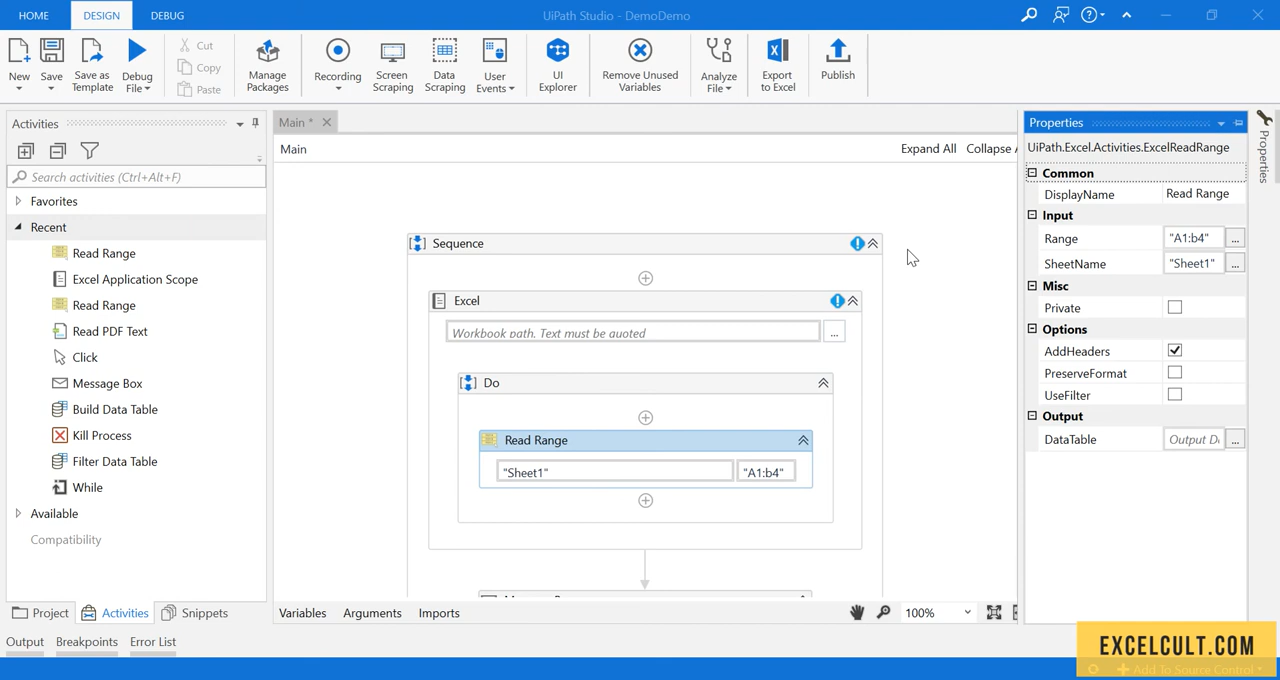 HOME DESIGN DEBUG UiPath Studio - DemoDemo
New Save Save as Template Debug File Cut Copy Paste Manage Packages Recording Screen Scraping Data Scraping User Events UI Explorer Remove Unused Variables Analyze File Export to Excel Publish
Activities
Search activities (Ctrl+Alt+F)
Favorites
Recent
Read Range
Excel Application Scope
Read Range
Read PDF Text
Click
Message Box
Build Data Table
Kill Process
Filter Data Table
While
Available
Compatibility
Project Activities Snippets
Main *
Main Expand All Collapse
Sequence
Excel
Workbook path. Text must be quoted ...
Do
Read Range
"Sheet1" "A1:b4"
Variables Arguments Imports 100%
Properties
UiPath.Excel.Activities.ExcelReadRange
Common
DisplayName Read Range
Input
Range "A1:b4" ...
SheetName "Sheet1" ...
Misc
Private
Options
AddHeaders
PreserveFormat
UseFilter
Output
DataTable Output D ...
Properties
Output Breakpoints Error List
EXCELCULT.COM
Add To Source Control